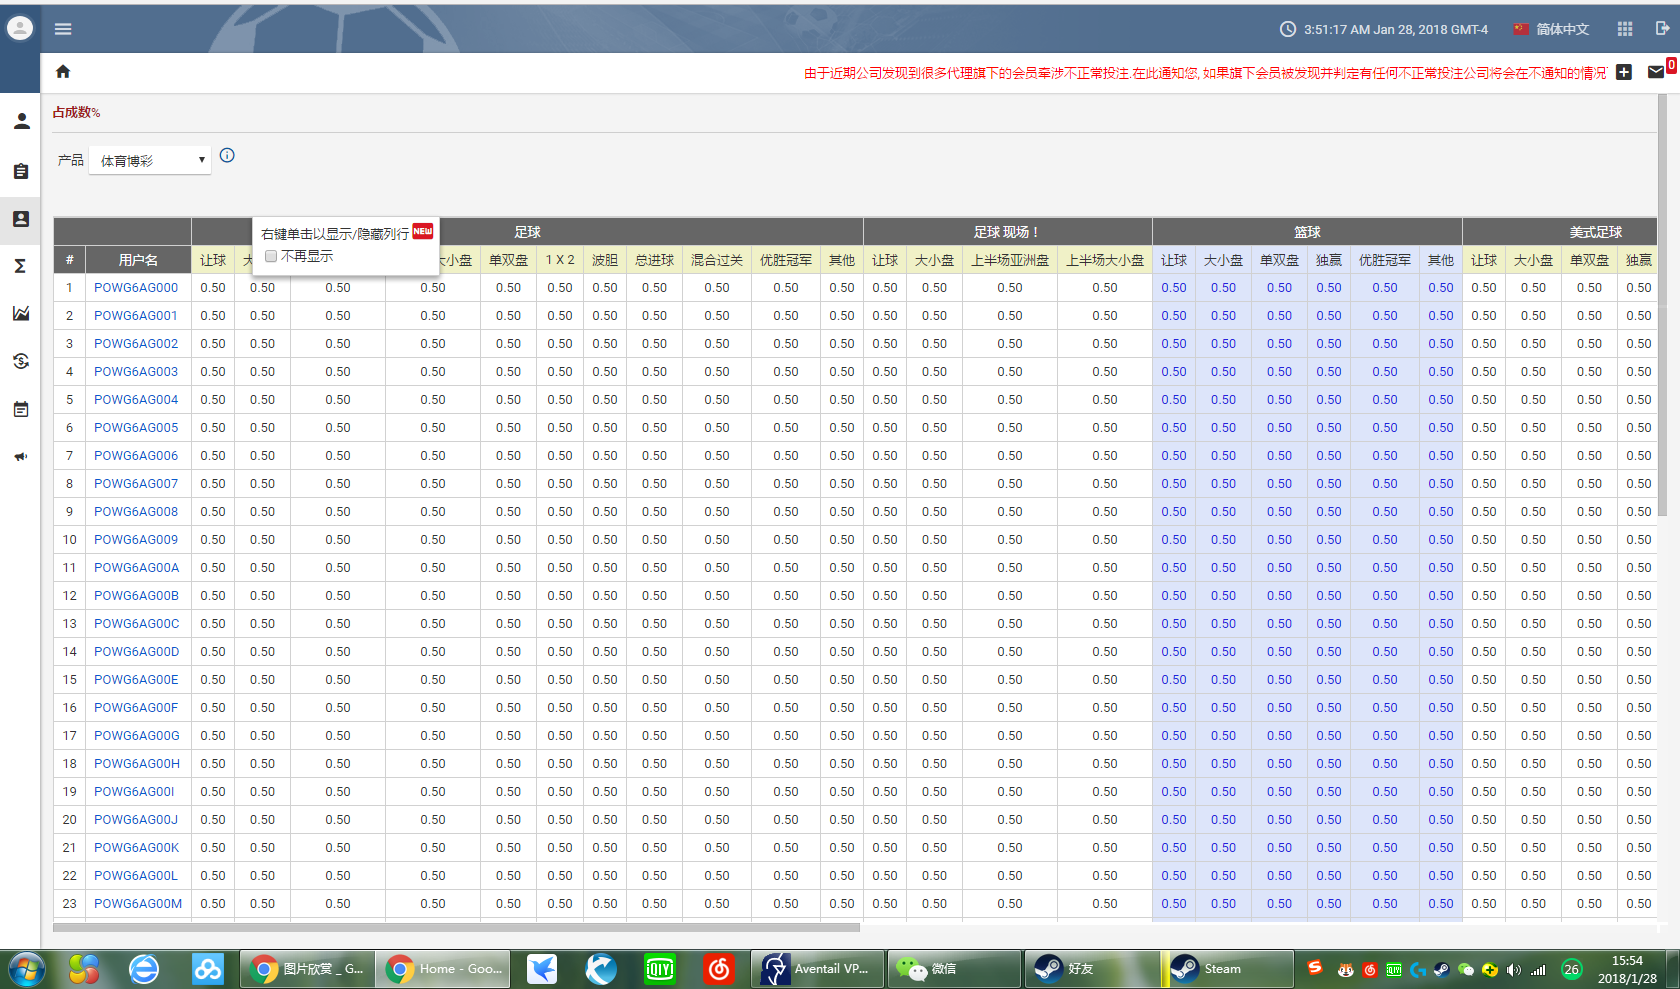 3:51:17 AM Jan 28, 2018 GMT-4 简体中文
由于近期公司发现到很多代理旗下的会员牵涉不正常投注.在此通知您, 如果旗下会员被发现并判定有任何不正常投注公司将会在不通知的情况 0
占成数%
产品 体育博彩
足球 足球 现场！ 篮球 美式足球
右键单击以显示/隐藏列行 NEW
不再显示
# 用户名 让球 大小盘 单双盘 1 X 2 波胆 总进球 混合过关 优胜冠军 其他 让球 大小盘 上半场亚洲盘 上半场大小盘 让球 大小盘 单双盘 独赢 优胜冠军 其他 让球 大小盘 单双盘 独赢
1 POWG6AG000 0.50 0.50 0.50 0.50 0.50 0.50 0.50 0.50 0.50 0.50 0.50 0.50 0.50 0.50 0.50 0.50 0.50 0.50 0.50 0.50 0.50 0.50 0.50 0.50 0.50
2 POWG6AG001 0.50 0.50 0.50 0.50 0.50 0.50 0.50 0.50 0.50 0.50 0.50 0.50 0.50 0.50 0.50 0.50 0.50 0.50 0.50 0.50 0.50 0.50 0.50 0.50 0.50
3 POWG6AG002 0.50 0.50 0.50 0.50 0.50 0.50 0.50 0.50 0.50 0.50 0.50 0.50 0.50 0.50 0.50 0.50 0.50 0.50 0.50 0.50 0.50 0.50 0.50 0.50 0.50
4 POWG6AG003 0.50 0.50 0.50 0.50 0.50 0.50 0.50 0.50 0.50 0.50 0.50 0.50 0.50 0.50 0.50 0.50 0.50 0.50 0.50 0.50 0.50 0.50 0.50 0.50 0.50
5 POWG6AG004 0.50 0.50 0.50 0.50 0.50 0.50 0.50 0.50 0.50 0.50 0.50 0.50 0.50 0.50 0.50 0.50 0.50 0.50 0.50 0.50 0.50 0.50 0.50 0.50 0.50
6 POWG6AG005 0.50 0.50 0.50 0.50 0.50 0.50 0.50 0.50 0.50 0.50 0.50 0.50 0.50 0.50 0.50 0.50 0.50 0.50 0.50 0.50 0.50 0.50 0.50 0.50 0.50
7 POWG6AG006 0.50 0.50 0.50 0.50 0.50 0.50 0.50 0.50 0.50 0.50 0.50 0.50 0.50 0.50 0.50 0.50 0.50 0.50 0.50 0.50 0.50 0.50 0.50 0.50 0.50
8 POWG6AG007 0.50 0.50 0.50 0.50 0.50 0.50 0.50 0.50 0.50 0.50 0.50 0.50 0.50 0.50 0.50 0.50 0.50 0.50 0.50 0.50 0.50 0.50 0.50 0.50 0.50
9 POWG6AG008 0.50 0.50 0.50 0.50 0.50 0.50 0.50 0.50 0.50 0.50 0.50 0.50 0.50 0.50 0.50 0.50 0.50 0.50 0.50 0.50 0.50 0.50 0.50 0.50 0.50
10 POWG6AG009 0.50 0.50 0.50 0.50 0.50 0.50 0.50 0.50 0.50 0.50 0.50 0.50 0.50 0.50 0.50 0.50 0.50 0.50 0.50 0.50 0.50 0.50 0.50 0.50 0.50
11 POWG6AG00A 0.50 0.50 0.50 0.50 0.50 0.50 0.50 0.50 0.50 0.50 0.50 0.50 0.50 0.50 0.50 0.50 0.50 0.50 0.50 0.50 0.50 0.50 0.50 0.50 0.50
12 POWG6AG00B 0.50 0.50 0.50 0.50 0.50 0.50 0.50 0.50 0.50 0.50 0.50 0.50 0.50 0.50 0.50 0.50 0.50 0.50 0.50 0.50 0.50 0.50 0.50 0.50 0.50
13 POWG6AG00C 0.50 0.50 0.50 0.50 0.50 0.50 0.50 0.50 0.50 0.50 0.50 0.50 0.50 0.50 0.50 0.50 0.50 0.50 0.50 0.50 0.50 0.50 0.50 0.50 0.50
14 POWG6AG00D 0.50 0.50 0.50 0.50 0.50 0.50 0.50 0.50 0.50 0.50 0.50 0.50 0.50 0.50 0.50 0.50 0.50 0.50 0.50 0.50 0.50 0.50 0.50 0.50 0.50
15 POWG6AG00E 0.50 0.50 0.50 0.50 0.50 0.50 0.50 0.50 0.50 0.50 0.50 0.50 0.50 0.50 0.50 0.50 0.50 0.50 0.50 0.50 0.50 0.50 0.50 0.50 0.50
16 POWG6AG00F 0.50 0.50 0.50 0.50 0.50 0.50 0.50 0.50 0.50 0.50 0.50 0.50 0.50 0.50 0.50 0.50 0.50 0.50 0.50 0.50 0.50 0.50 0.50 0.50 0.50
17 POWG6AG00G 0.50 0.50 0.50 0.50 0.50 0.50 0.50 0.50 0.50 0.50 0.50 0.50 0.50 0.50 0.50 0.50 0.50 0.50 0.50 0.50 0.50 0.50 0.50 0.50 0.50
18 POWG6AG00H 0.50 0.50 0.50 0.50 0.50 0.50 0.50 0.50 0.50 0.50 0.50 0.50 0.50 0.50 0.50 0.50 0.50 0.50 0.50 0.50 0.50 0.50 0.50 0.50 0.50
19 POWG6AG00I 0.50 0.50 0.50 0.50 0.50 0.50 0.50 0.50 0.50 0.50 0.50 0.50 0.50 0.50 0.50 0.50 0.50 0.50 0.50 0.50 0.50 0.50 0.50 0.50 0.50
20 POWG6AG00J 0.50 0.50 0.50 0.50 0.50 0.50 0.50 0.50 0.50 0.50 0.50 0.50 0.50 0.50 0.50 0.50 0.50 0.50 0.50 0.50 0.50 0.50 0.50 0.50 0.50
21 POWG6AG00K 0.50 0.50 0.50 0.50 0.50 0.50 0.50 0.50 0.50 0.50 0.50 0.50 0.50 0.50 0.50 0.50 0.50 0.50 0.50 0.50 0.50 0.50 0.50 0.50 0.50
22 POWG6AG00L 0.50 0.50 0.50 0.50 0.50 0.50 0.50 0.50 0.50 0.50 0.50 0.50 0.50 0.50 0.50 0.50 0.50 0.50 0.50 0.50 0.50 0.50 0.50 0.50 0.50
23 POWG6AG00M 0.50 0.50 0.50 0.50 0.50 0.50 0.50 0.50 0.50 0.50 0.50 0.50 0.50 0.50 0.50 0.50 0.50 0.50 0.50 0.50 0.50 0.50 0.50 0.50 0.50
图片欣赏 _ G... Home - Goo... QIY Aventail VP... 微信 好友 Steam 26 15:54
2018/1/28